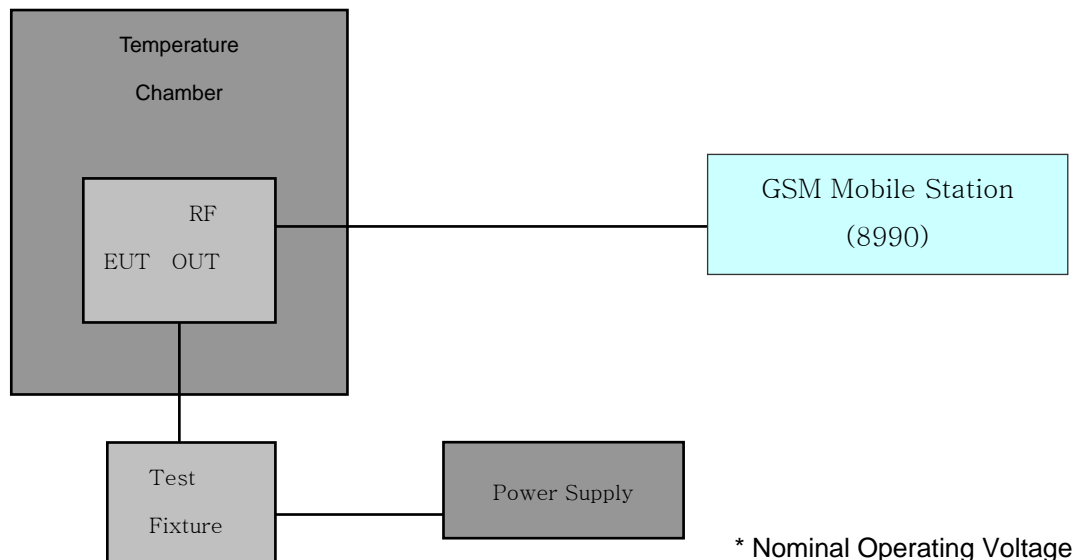 Temperature
Chamber
RF
EUT OUT
GSM Mobile Station
(8990)
Test
Fixture
Power Supply
* Nominal Operating Voltage